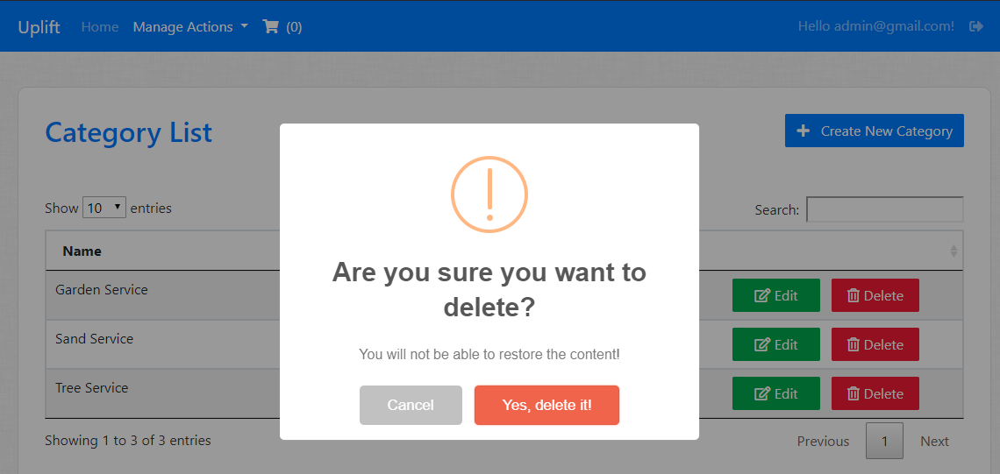 Uplift Home Manage Actions (0) Hello admin@gmail.com!
Category List
Create New Category
Show 10 entries
Search:
Name
Garden Service
Edit Delete
Sand Service
Edit Delete
Tree Service
Edit Delete
Showing 1 to 3 of 3 entries
Previous 1 Next
Are you sure you want to
delete?
You will not be able to restore the content!
Cancel Yes, delete it!